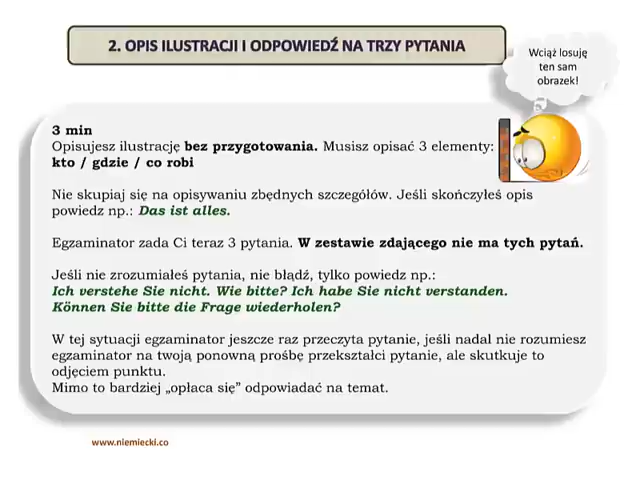 2. OPIS ILUSTRACJI I ODPOWIEDŹ NA TRZY PYTANIA
Wciąż losuję
ten sam
obrazek!
3 min
Opisujesz ilustrację bez przygotowania. Musisz opisać 3 elementy:
kto / gdzie / co robi
Nie skupiaj się na opisywaniu zbędnych szczegółów. Jeśli skończyłeś opis
powiedz np.: Das ist alles.
Egzaminator zada Ci teraz 3 pytania. W zestawie zdającego nie ma tych pytań.
Jeśli nie zrozumiałeś pytania, nie błądź, tylko powiedz np.:
Ich verstehe Sie nicht. Wie bitte? Ich habe Sie nicht verstanden.
Können Sie bitte die Frage wiederholen?
W tej sytuacji egzaminator jeszcze raz przeczyta pytanie, jeśli nadal nie rozumiesz
egzaminator na twoją ponowną prośbę przekształci pytanie, ale skutkuje to
odjęciem punktu.
Mimo to bardziej „opłaca się” odpowiadać na temat.
www.niemiecki.co